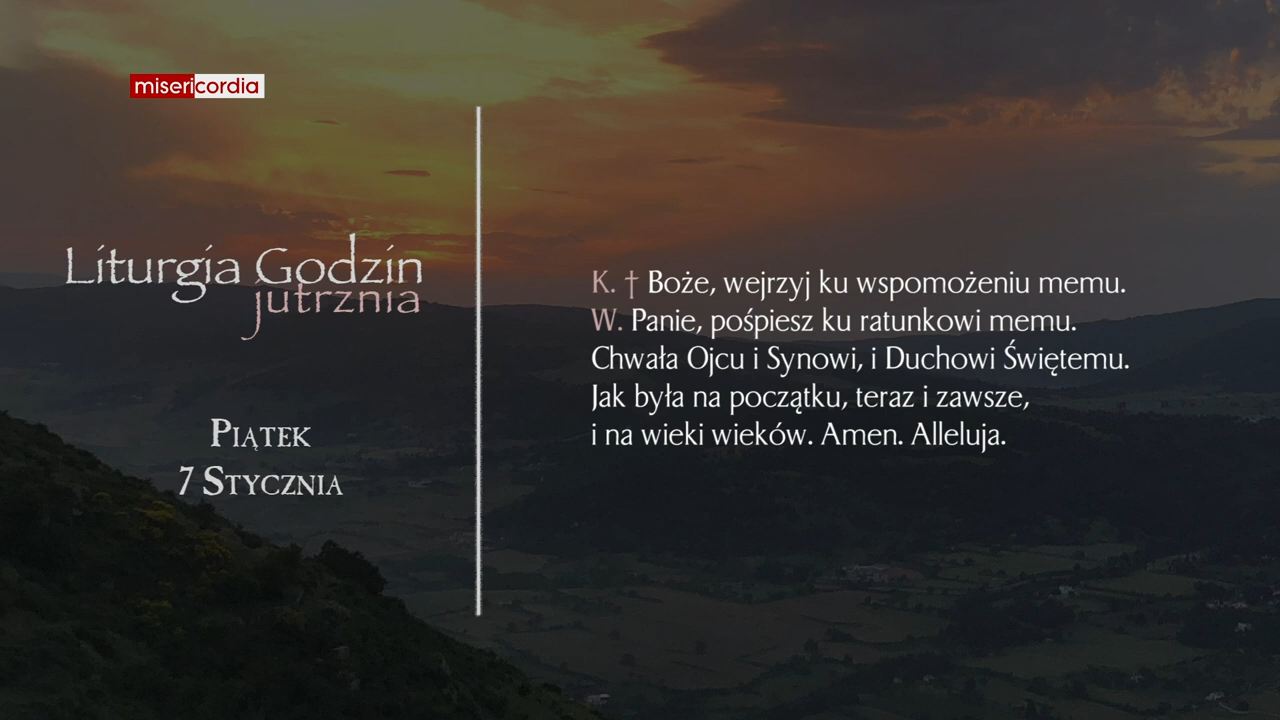 misericordia
Liturgia Godzin
jutrznia
Piątek
7 Stycznia
K. † Boże, wejrzyj ku wspomożeniu memu.
W. Panie, pośpiesz ku ratunkowi memu.
Chwała Ojcu i Synowi, i Duchowi Świętemu.
Jak była na początku, teraz i zawsze,
i na wieki wieków. Amen. Alleluja.